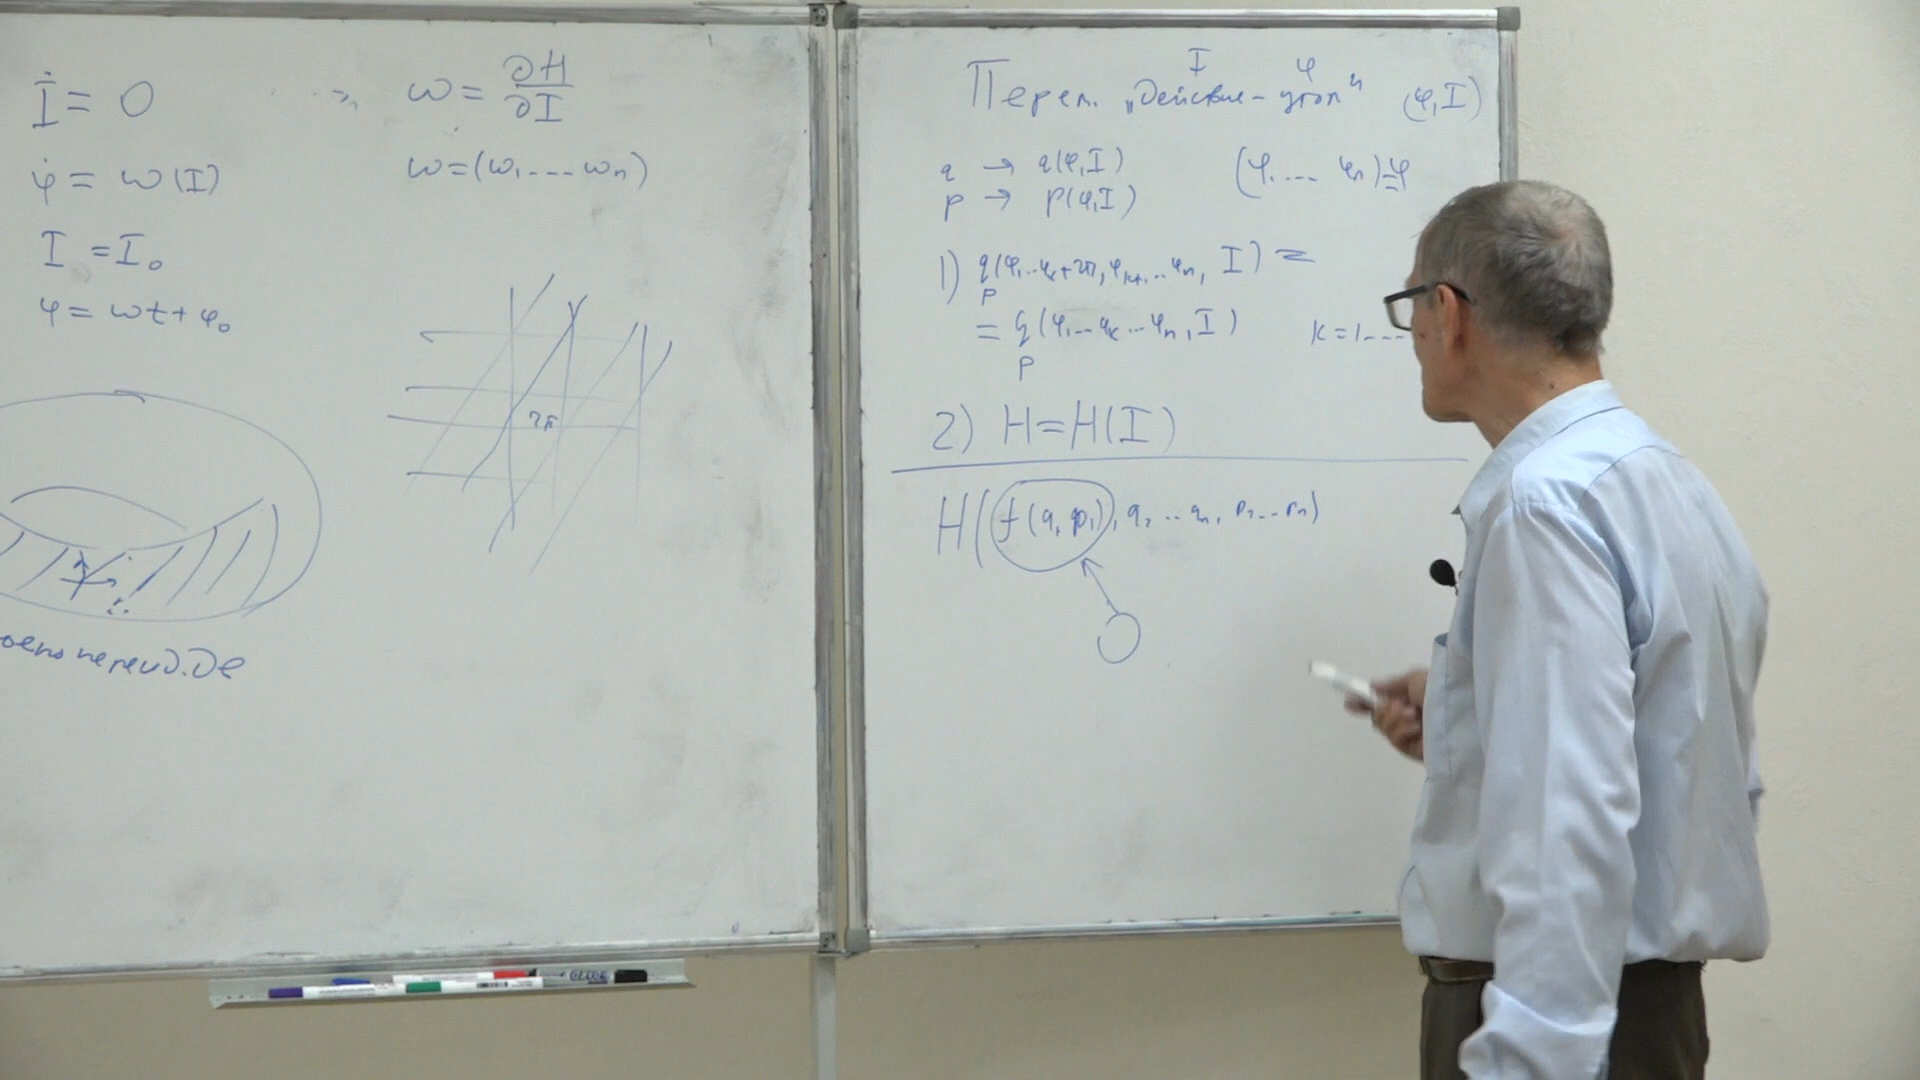 İ = 0
ω = ∂H/∂I
φ̇ = ω(I)
ω = (ω₁ ... ωₙ)
I = I₀
φ = ωt + φ₀
2π
I φ
Перем. „Действие - угол“ (φ, I)
q → q(φ, I) (φ₁ .... φₙ) = φ
p → p(φ, I)
1) q(φ₁...φₖ+2π, φₖ₊₁...φₙ, I) =
p
= q(φ₁...φₖ...φₙ, I) k = 1 ...
p
2) H = H(I)
H(f(q₁ p₁), q₂ ... qₙ, p₂ ... pₙ)